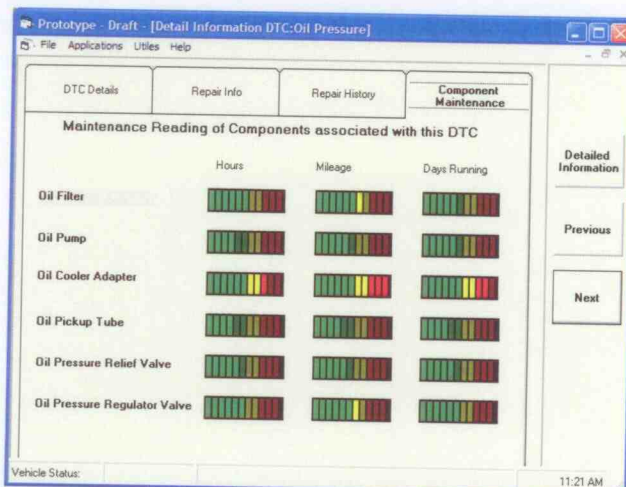 Prototype - Draft - [Detail Information DTC:Oil Pressure]
File Applications Utiles Help
DTC Details
Repair Info
Repair History
Component Maintenance
Maintenance Reading of Components associated with this DTC
Hours Mileage Days Running
Oil Filter
Oil Pump
Oil Cooler Adapter
Oil Pickup Tube
Oil Pressure Relief Valve
Oil Pressure Regulator Valve
Detailed Information
Previous
Next
Vehicle Status:
11:21 AM